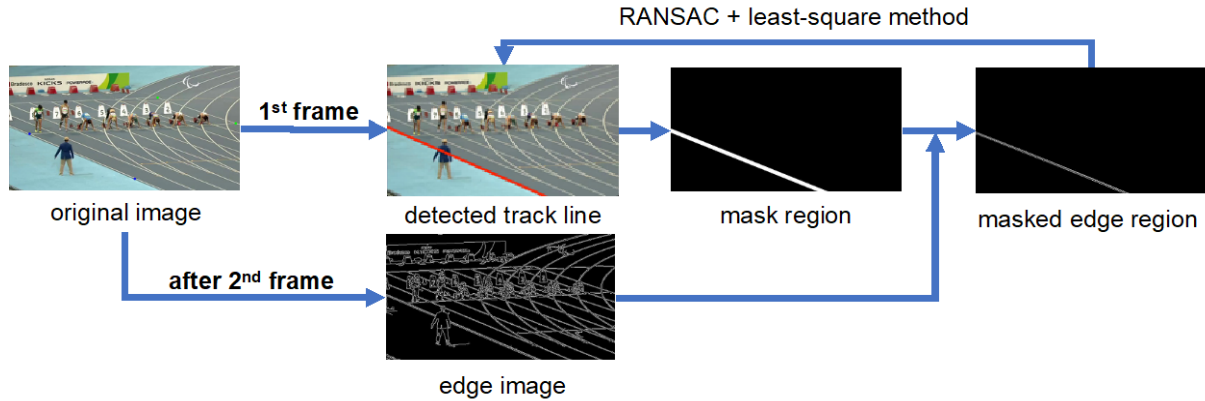 RANSAC + least-square method
KICKS
1st frame
original image
detected track line
mask region
masked edge region
after 2nd frame
edge image